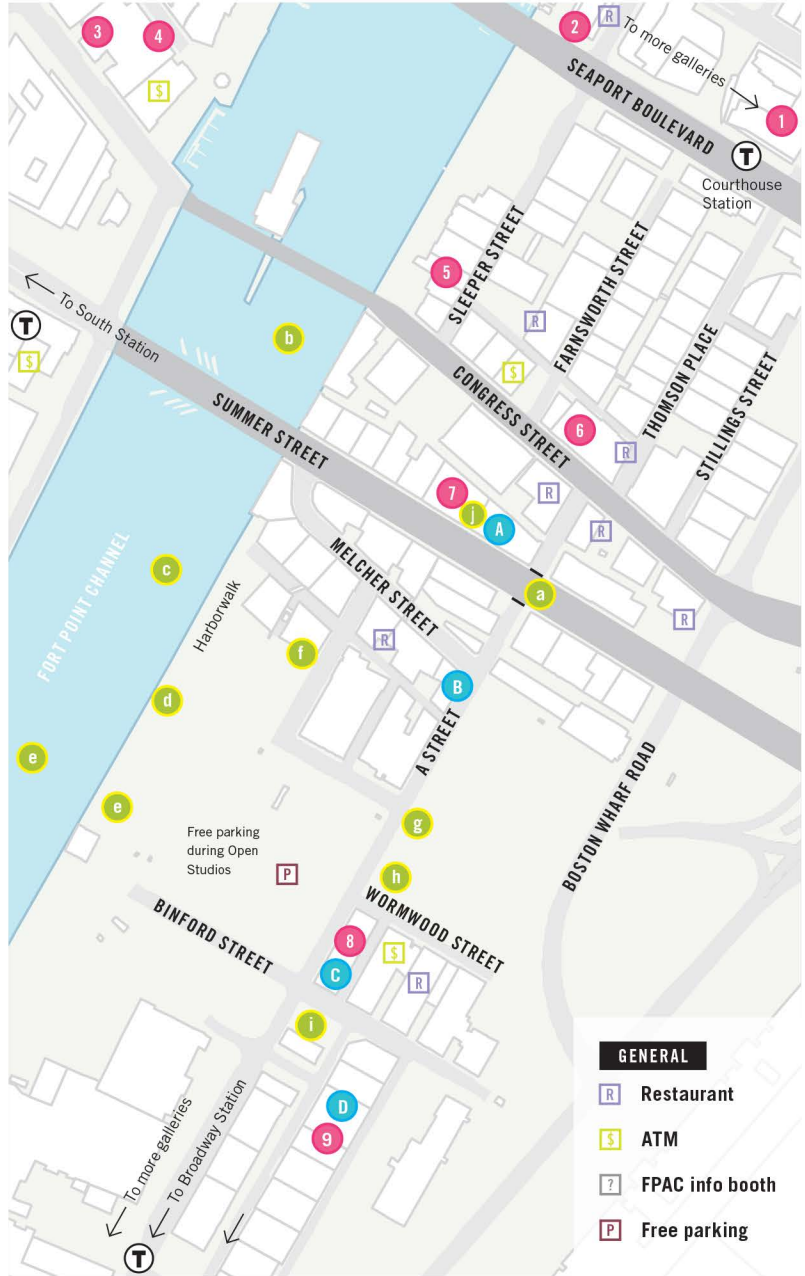 3
4
$
2
R
To more galleries
1
SEAPORT BOULEVARD
T
Courthouse
Station
5
SLEEPER STREET
FARNSWORTH STREET
R
To South Station
T
$
b
$
THOMSON PLACE
STILLINGS STREET
SUMMER STREET
CONGRESS STREET
6
R
7
R
j
A
R
MELCHER STREET
FORT POINT CHANNEL
c
Harborwalk
a
R
f
R
d
B
A STREET
e
e
BOSTON WHARF ROAD
g
Free parking
during Open
Studios
P
h
BINFORD STREET
WORMWOOD STREET
8
$
C
R
i
D
9
To more galleries
To Broadway Station
T
GENERAL
R Restaurant
$ ATM
? FPAC info booth
P Free parking